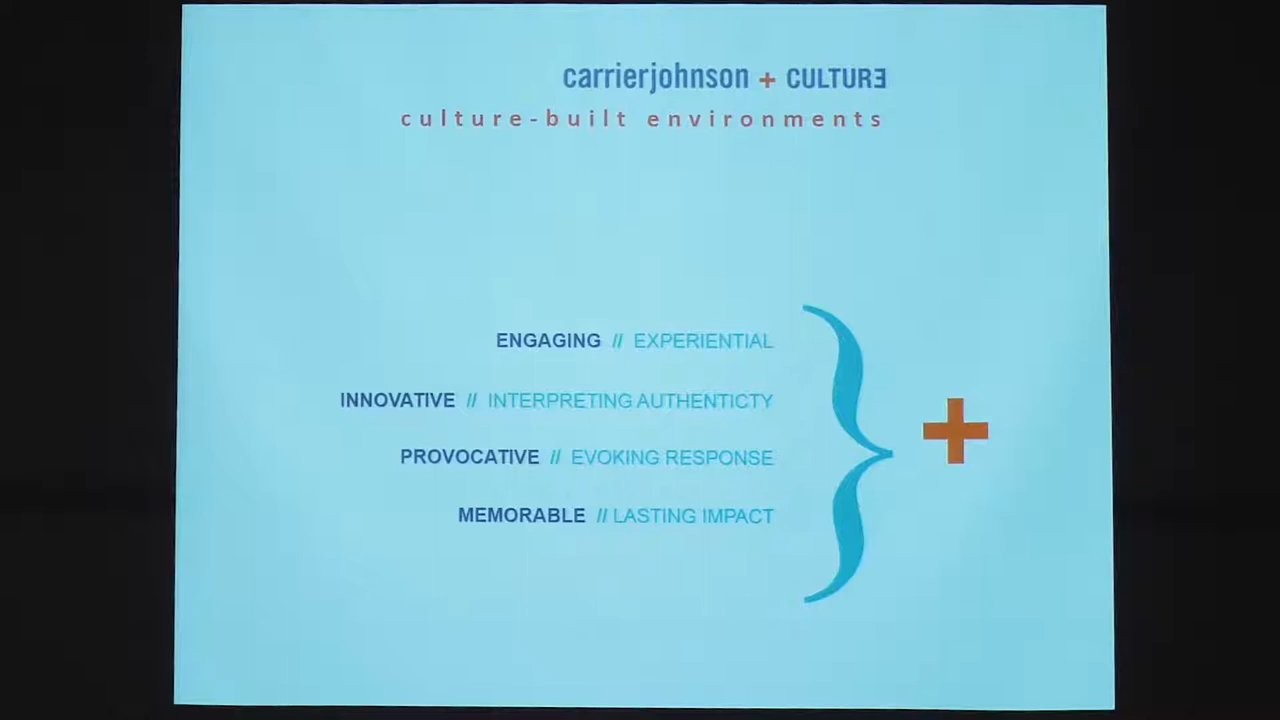 carrierjohnson + CULTURE
culture-built environments
ENGAGING // EXPERIENTIAL
INNOVATIVE // INTERPRETING AUTHENTICTY
PROVOCATIVE // EVOKING RESPONSE
MEMORABLE // LASTING IMPACT
+